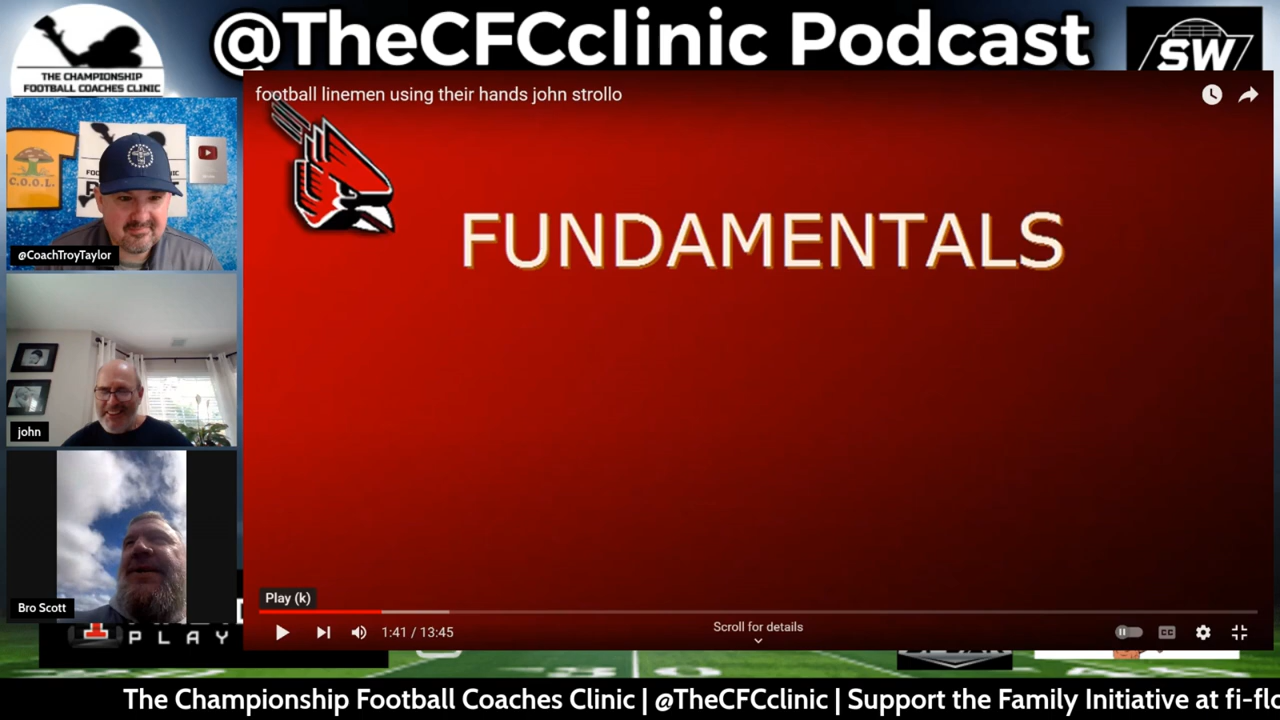 @TheCFCclinic Podcast
THE CHAMPIONSHIP
FOOTBALL COACHES CLINIC
SW
football linemen using their hands john strollo
FUNDAMENTALS
C.O.O.L.
@CoachTroyTaylor
john
Bro Scott
Play (k)
1:41 / 13:45
Scroll for details
CC
PLAY
The Championship Football Coaches Clinic | @TheCFCclinic | Support the Family Initiative at fi-flo